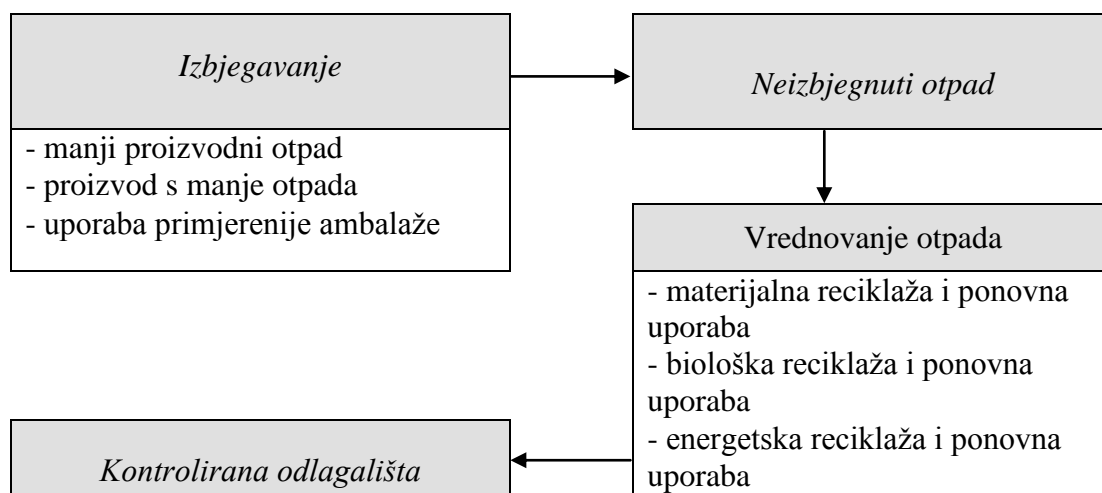 Izbjegavanje
- manji proizvodni otpad
- proizvod s manje otpada
- uporaba primjerenije ambalaže
Neizbjegnuti otpad
Vrednovanje otpada
- materijalna reciklaža i ponovna
uporaba
- biološka reciklaža i ponovna
uporaba
- energetska reciklaža i ponovna
uporaba
Kontrolirana odlagališta